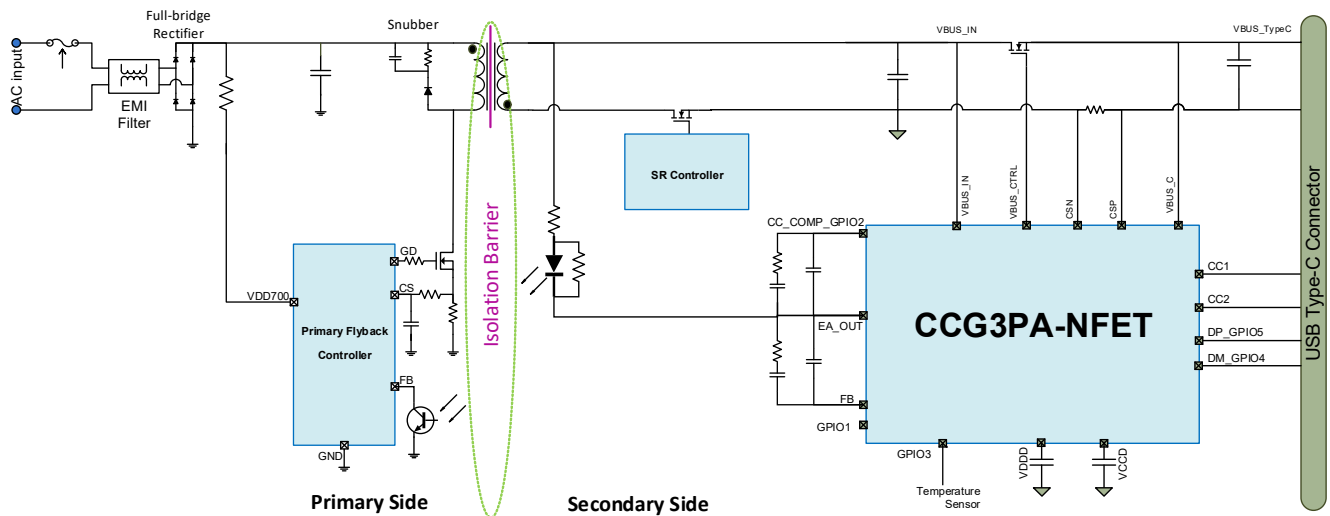 Full-bridge
Rectifier
Snubber
AC input
EMI
Filter
VBUS_IN
VBUS_TypeC
SR Controller
Isolation Barrier
VBUS_IN
VBUS_CTRL
CSN
CSP
VBUS_C
CC_COMP_GPIO2
GD
CS
VDD700
Primary Flyback
Controller
FB
GND
EA_OUT
FB
GPIO1
CCG3PA-NFET
CC1
CC2
DP_GPIO5
DM_GPIO4
USB Type-C Connector
GPIO3
VDDD
VCCD
Temperature
Sensor
Primary Side
Secondary Side